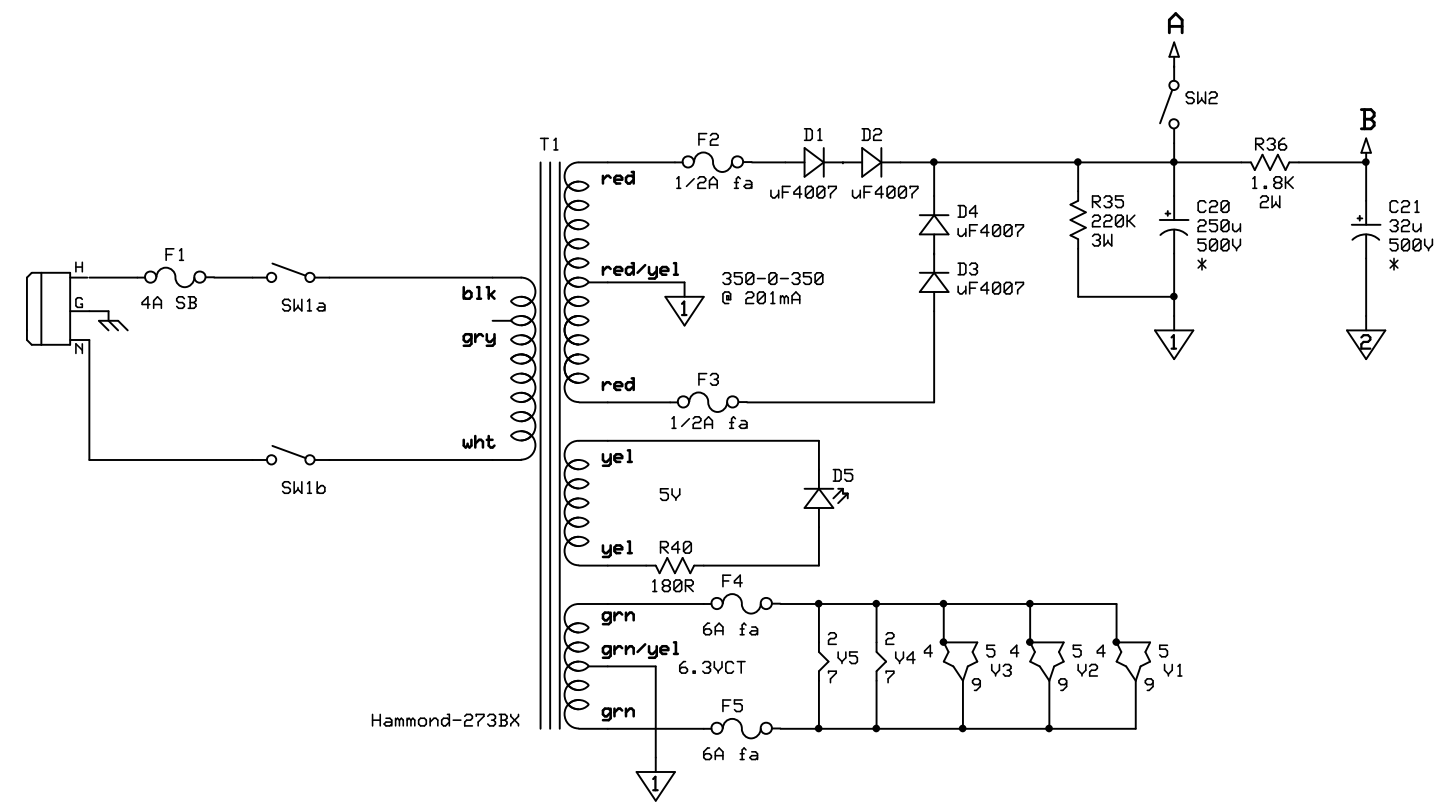 A
SW2
B
T1
F2
1/2A fa
D1
uF4007
D2
uF4007
R36
1.8K
2W
red
D4
uF4007
R35
220K
3W
C20
250u
500V
*
C21
32u
500V
*
H
F1
4A SB
SW1a
blk
red/yel
1
350-0-350
@ 201mA
D3
uF4007
G
gry
1
2
N
red
F3
1/2A fa
wht
SW1b
yel
5V
D5
yel
R40
180R
grn
F4
6A fa
grn/yel
6.3VCT
2
V5
7
2
V4
7
4
5
V3
9
4
5
V2
9
4
5
V1
9
Hammond-273BX
grn
F5
6A fa
1